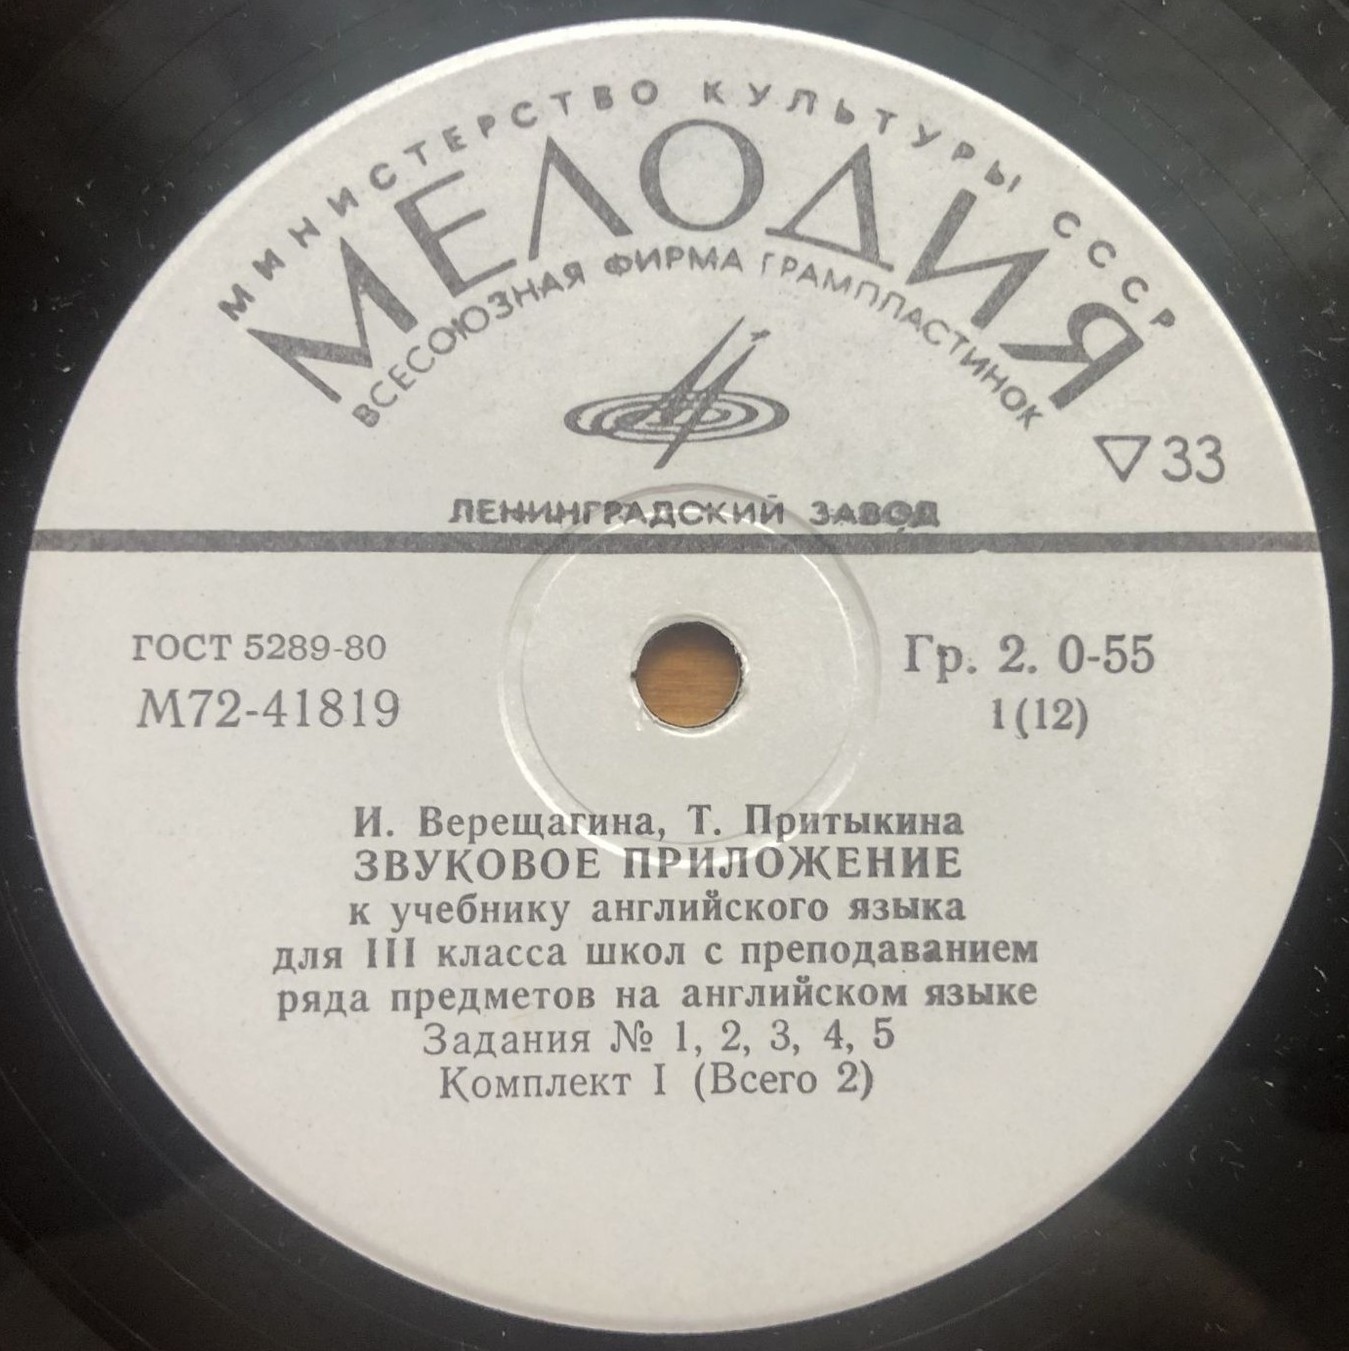 МИНИСТЕРСТВО КУЛЬТУРЫ СССР
МЕЛОДИЯ
ВСЕСОЮЗНАЯ ФИРМА ГРАМПЛАСТИНОК
▽33
ЛЕНИНГРАДСКИЙ ЗАВОД
ГОСТ 5289-80
М72-41819
Гр. 2. 0-55
1(12)
И. Верещагина, Т. Притыкина
ЗВУКОВОЕ ПРИЛОЖЕНИЕ
к учебнику английского языка
для III класса школ с преподаванием
ряда предметов на английском языке
Задания № 1, 2, 3, 4, 5
Комплект I (Всего 2)